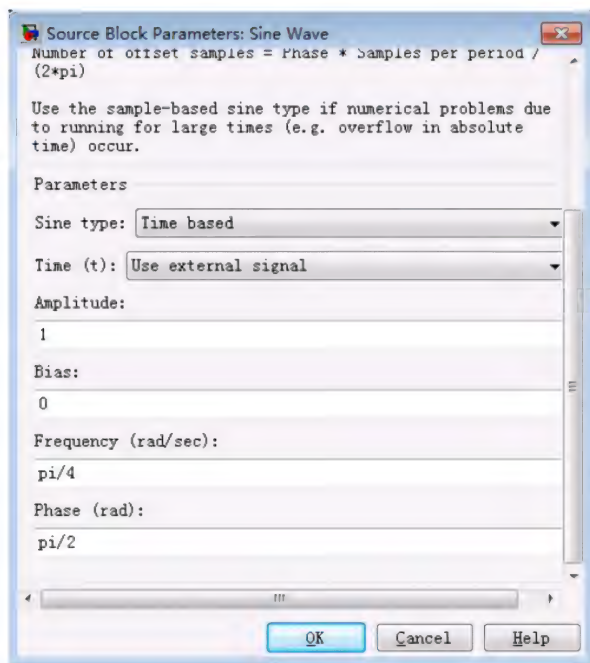 Source Block Parameters: Sine Wave
Number of offset samples = Phase * Samples per period /
(2*pi)
Use the sample-based sine type if numerical problems due
to running for large times (e.g. overflow in absolute
time) occur.
Parameters
Sine type: Time based
Time (t): Use external signal
Amplitude:
1
Bias:
0
Frequency (rad/sec):
pi/4
Phase (rad):
pi/2
OK Cancel Help